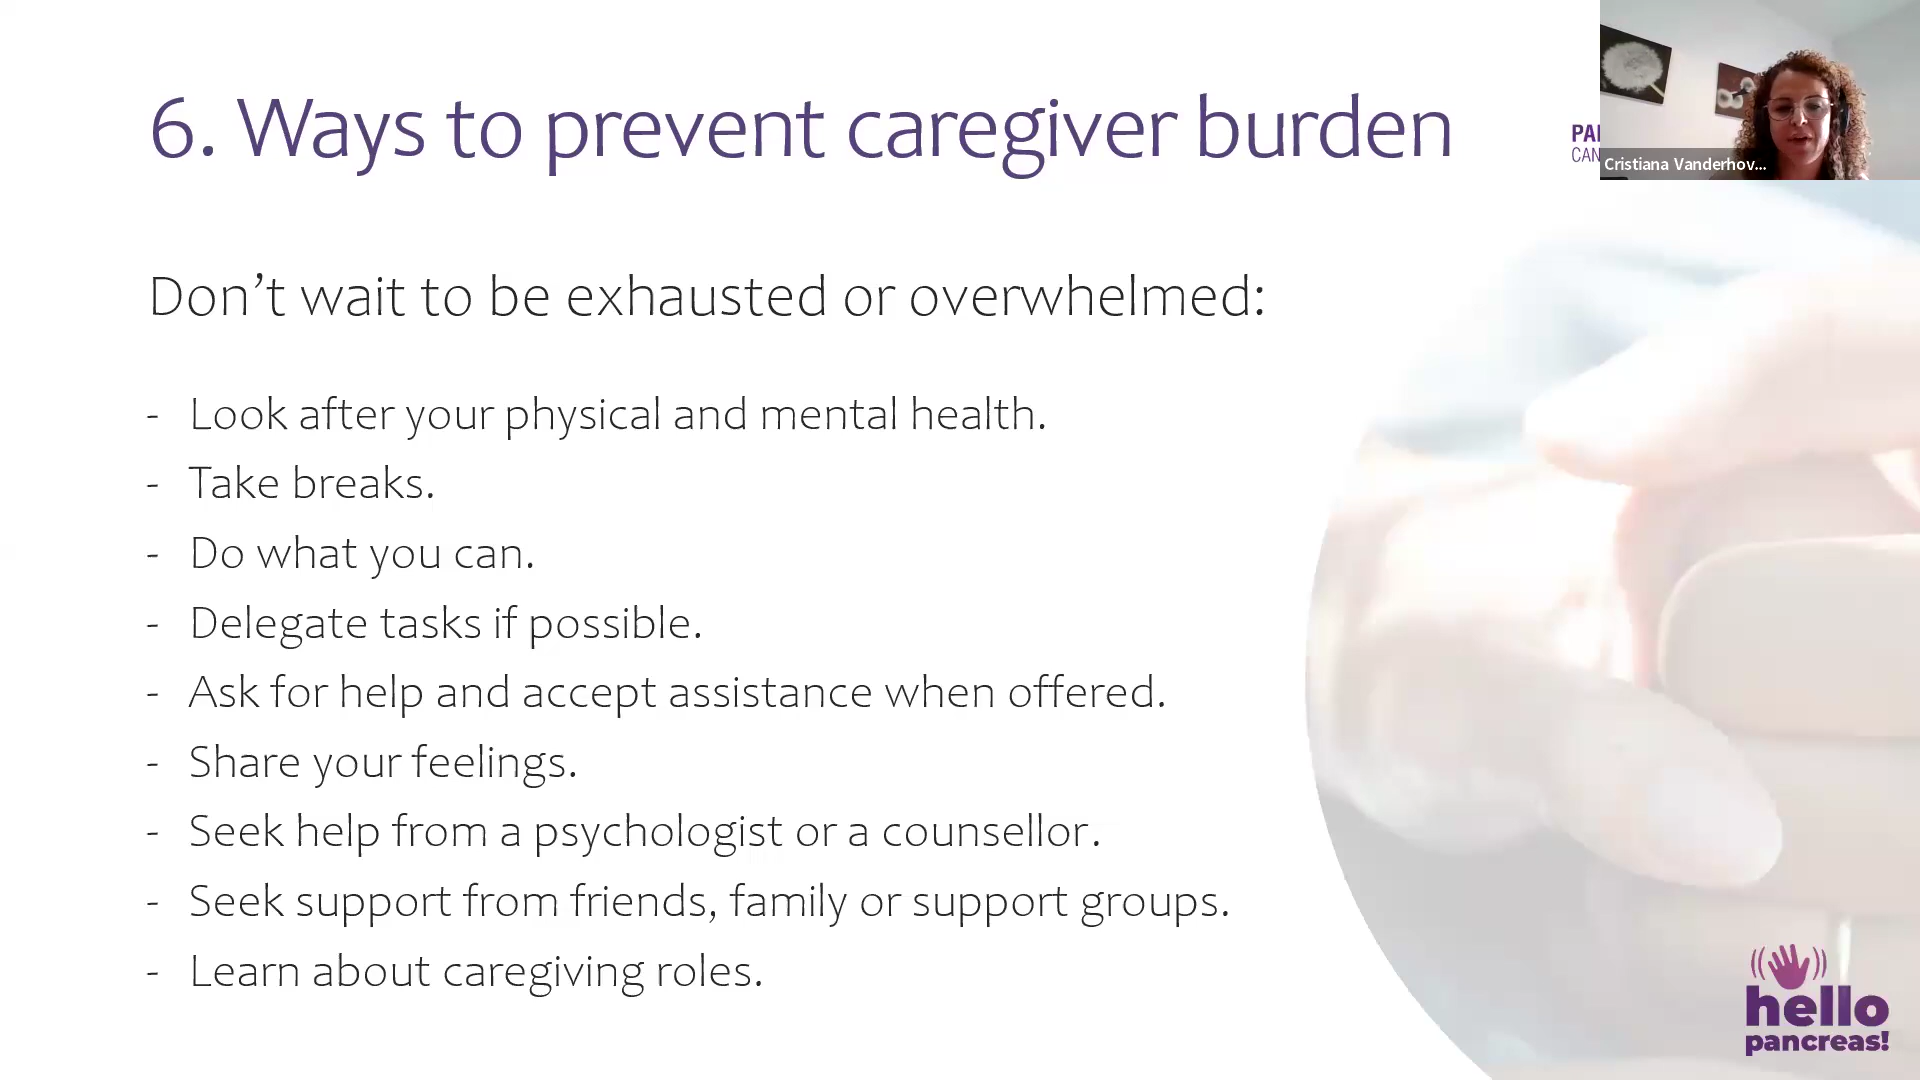 6. Ways to prevent caregiver burden
Cristiana Vanderhov...
Don’t wait to be exhausted or overwhelmed:
- Look after your physical and mental health.
- Take breaks.
- Do what you can.
- Delegate tasks if possible.
- Ask for help and accept assistance when offered.
- Share your feelings.
- Seek help from a psychologist or a counsellor.
- Seek support from friends, family or support groups.
- Learn about caregiving roles.
hello
pancreas!